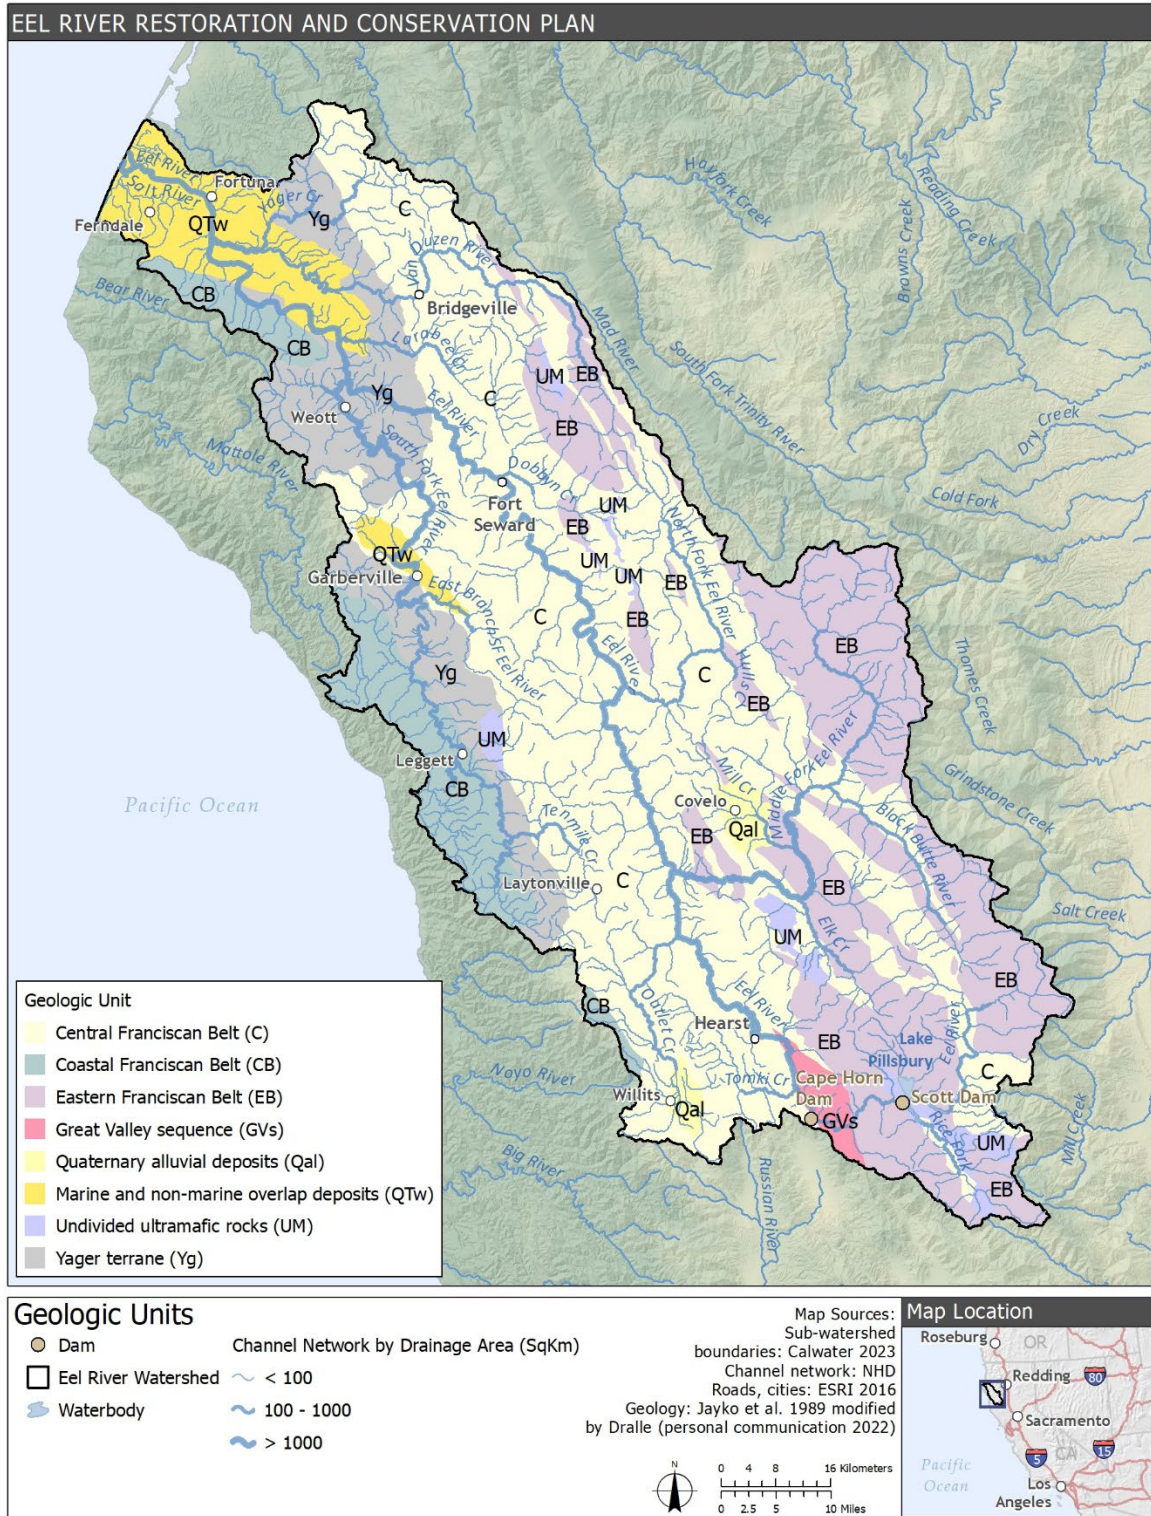 EEL RIVER RESTORATION AND CONSERVATION PLAN
Eel River
Salt River
Fortuna
Ferndale
QTw
Yager Cr
Yg
C
Hayfork Creek
Reading Creek
Browns Creek
Bear River
CB
Van
Duzen River
Bridgeville
Mad River
CB
Larabee Cr
South Fork Trinity River
Dry Creek
UM
EB
Yg
C
Weott
Eel River
EB
Mattole River
South Fork Eel River
Dobbyn Cr
Cold Fork
Fort
Seward
UM
EB
North Fork Eel River
QTw
UM
UM
Garberville
East Branch SF Eel River
EB
EB
C
Eel River
EB
Thomes Creek
Yg
C
Hulls C
EB
UM
Leggett
Mill Cr
Middle Fork Eel River
Grindstone Creek
Pacific Ocean
CB
Covelo
Qal
EB
Black Butte River
Tenmile Cr
Laytonville
C
EB
Salt Creek
UM
Elk Cr
EB
CB
Outlet Cr
Eel River
Hearst
EB
Lake
Pillsbury
Eel River
C
Noyo River
Tomki Cr
Cape Horn
Dam
Scott Dam
Willits
Qal
GVs
Rice Fork
UM
Mill Creek
Big River
Russian River
EB
Geologic Unit
Central Franciscan Belt (C)
Coastal Franciscan Belt (CB)
Eastern Franciscan Belt (EB)
Great Valley sequence (GVs)
Quaternary alluvial deposits (Qal)
Marine and non-marine overlap deposits (QTw)
Undivided ultramafic rocks (UM)
Yager terrane (Yg)
Geologic Units
Dam
Eel River Watershed
Waterbody
Channel Network by Drainage Area (SqKm)
< 100
100 - 1000
> 1000
Map Sources:
Sub-watershed
boundaries: Calwater 2023
Channel network: NHD
Roads, cities: ESRI 2016
Geology: Jayko et al. 1989 modified
by Dralle (personal communication 2022)
N
0 4 8 16 Kilometers
0 2.5 5 10 Miles
Map Location
Roseburg
OR
Redding
80
Sacramento
CA
5
15
Pacific
Ocean
Los
Angeles